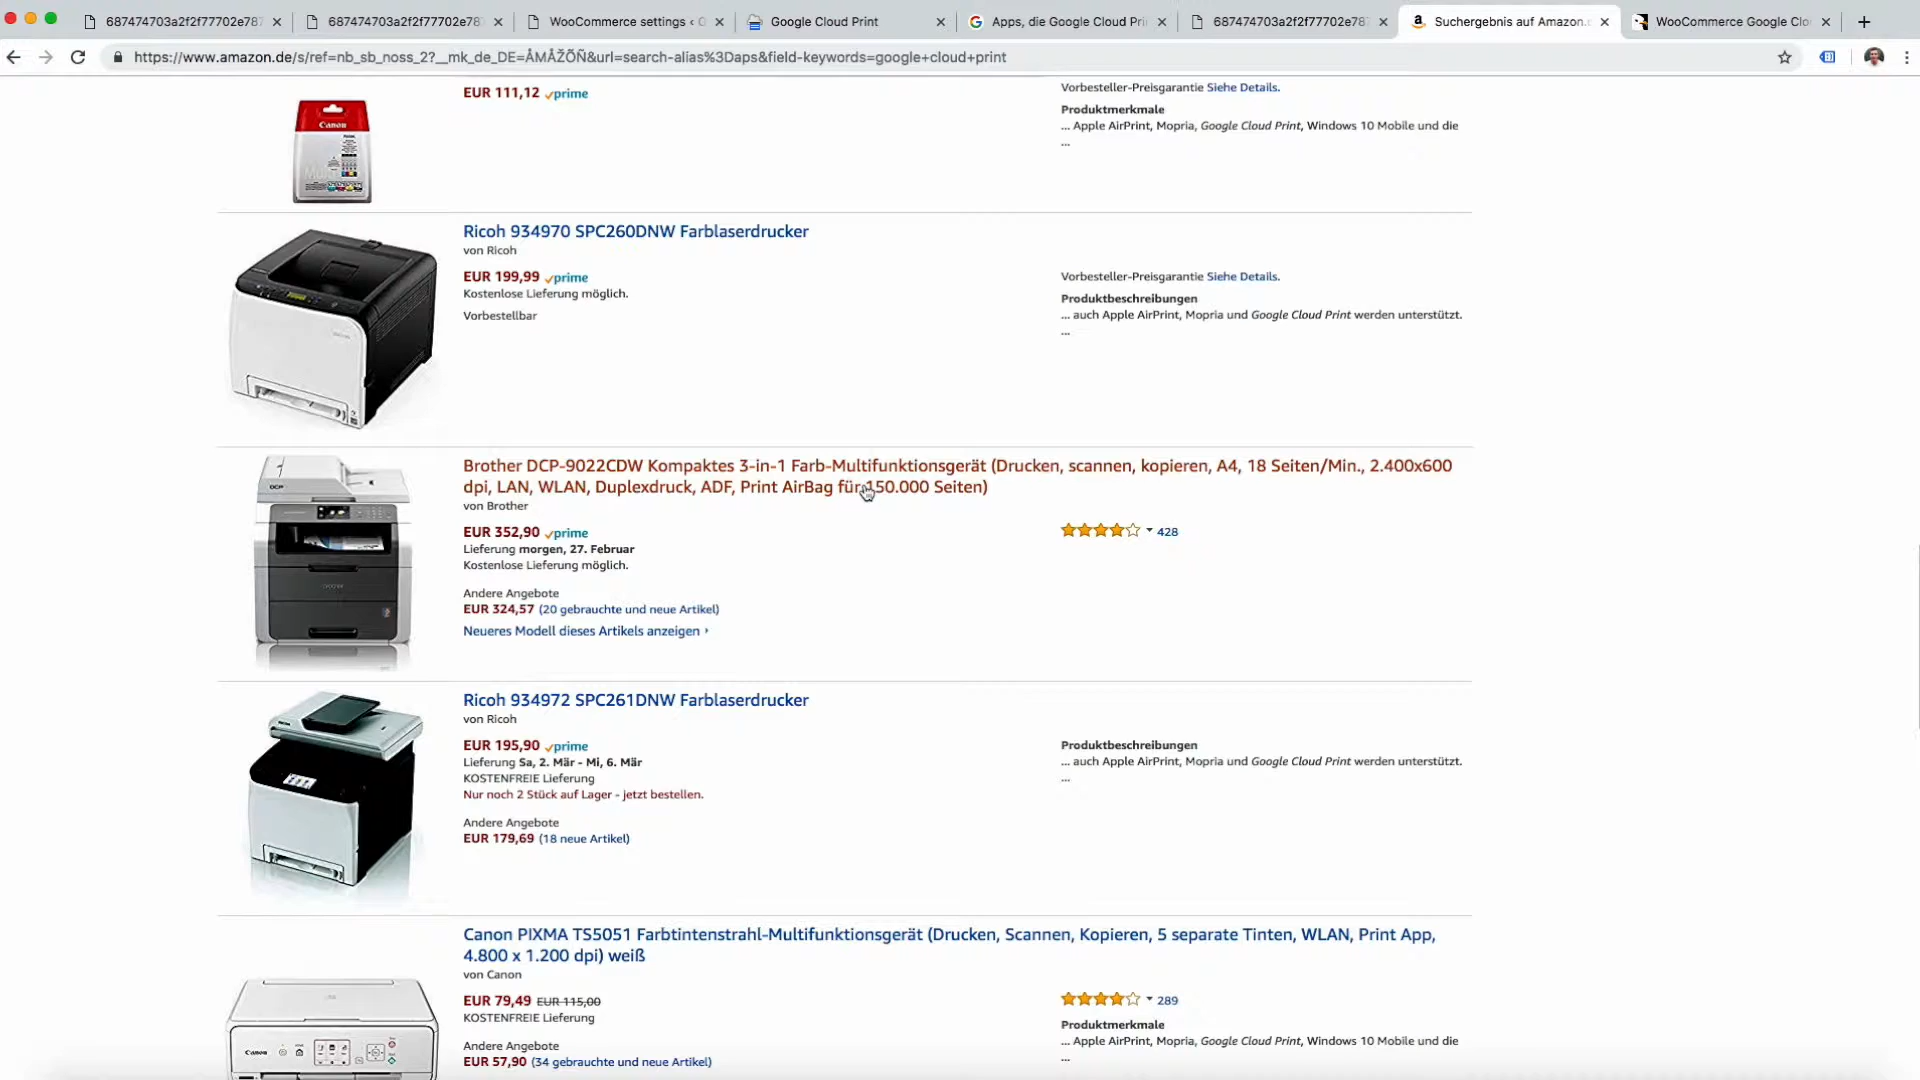 687474703a2f2f77702e787
687474703a2f2f77702e787
WooCommerce settings ‹ G
Google Cloud Print
Apps, die Google Cloud Prin
687474703a2f2f77702e787
Suchergebnis auf Amazon.
WooCommerce Google Clo
https://www.amazon.de/s/ref=nb_sb_noss_2?__mk_de_DE=ÅMÅŽÕÑ&url=search-alias%3Daps&field-keywords=google+cloud+print
EUR 111,12 prime
Vorbesteller-Preisgarantie Siehe Details.
Produktmerkmale
... Apple AirPrint, Mopria, Google Cloud Print, Windows 10 Mobile und die
...
Canon
Ricoh 934970 SPC260DNW Farblaserdrucker
von Ricoh
EUR 199,99 prime
Kostenlose Lieferung möglich.
Vorbestellbar
Vorbesteller-Preisgarantie Siehe Details.
Produktbeschreibungen
... auch Apple AirPrint, Mopria und Google Cloud Print werden unterstützt.
...
Brother DCP-9022CDW Kompaktes 3-in-1 Farb-Multifunktionsgerät (Drucken, scannen, kopieren, A4, 18 Seiten/Min., 2.400x600
dpi, LAN, WLAN, Duplexdruck, ADF, Print AirBag für 150.000 Seiten)
von Brother
EUR 352,90 prime
Lieferung morgen, 27. Februar
Kostenlose Lieferung möglich.
Andere Angebote
EUR 324,57 (20 gebrauchte und neue Artikel)
Neueres Modell dieses Artikels anzeigen ›
428
DCP
Ricoh 934972 SPC261DNW Farblaserdrucker
von Ricoh
EUR 195,90 prime
Lieferung Sa, 2. Mär - Mi, 6. Mär
KOSTENFREIE Lieferung
Nur noch 2 Stück auf Lager - jetzt bestellen.
Andere Angebote
EUR 179,69 (18 neue Artikel)
Produktbeschreibungen
... auch Apple AirPrint, Mopria und Google Cloud Print werden unterstützt.
...
Canon PIXMA TS5051 Farbtintenstrahl-Multifunktionsgerät (Drucken, Scannen, Kopieren, 5 separate Tinten, WLAN, Print App,
4.800 x 1.200 dpi) weiß
von Canon
EUR 79,49 EUR 115,00
KOSTENFREIE Lieferung
Andere Angebote
EUR 57,90 (34 gebrauchte und neue Artikel)
289
Produktmerkmale
... Apple AirPrint, Mopria, Google Cloud Print, Windows 10 Mobile und die
...
Canon